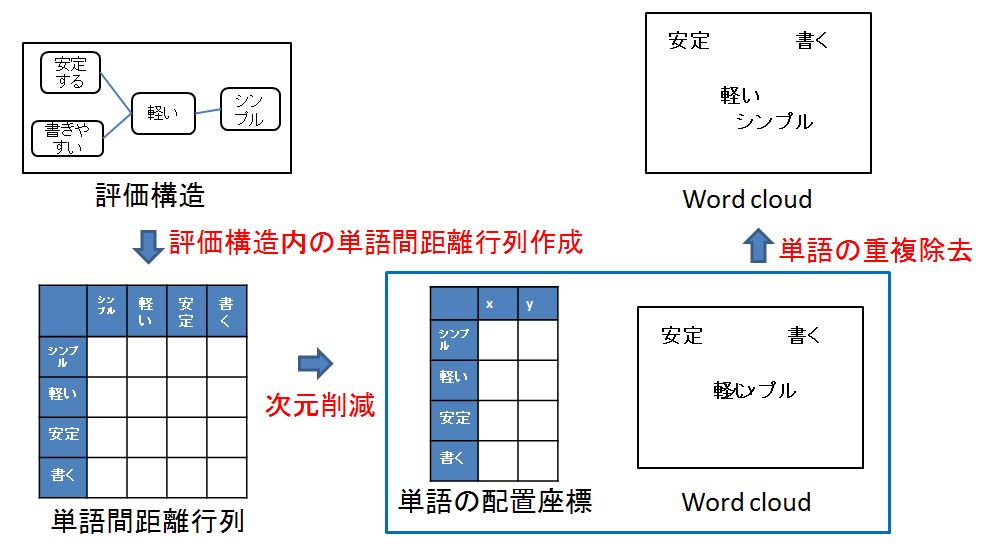 安定
する
書きや
すい
軽い
シン
プル
評価構造
評価構造内の単語間距離行列作成
シン
プル
軽
い
安
定
書
く
シンプ
ル
軽い
安定
書く
単語間距離行列
次元削減
x y
シンプ
ル
軽い
安定
書く
単語の配置座標
安定 書く
プル
Word cloud
単語の重複除去
安定 書く
軽い
シンプル
Word cloud